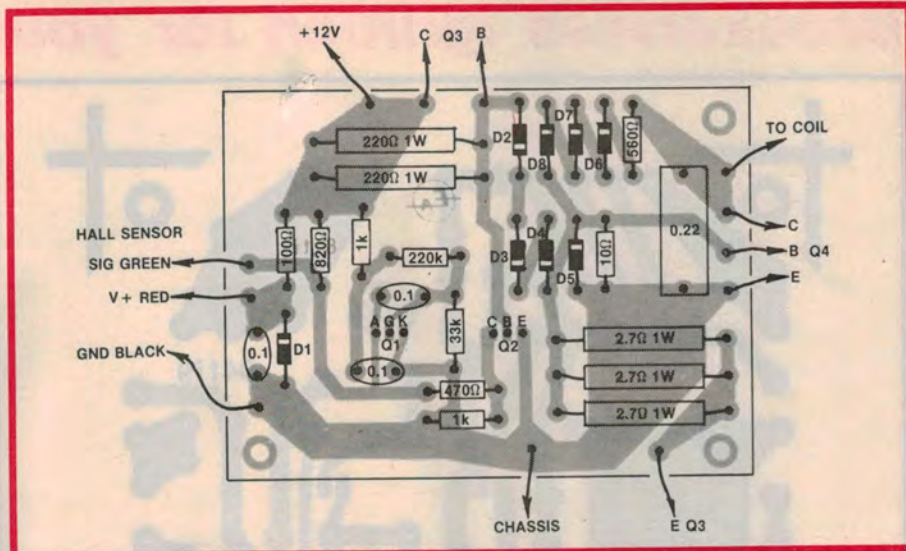 +12V
C Q3 B
D2
D7
D8
D6
560Ω
TO COIL
220Ω 1W
220Ω 1W
0.22
C
B Q4
E
HALL SENSOR
SIG GREEN
V+ RED
GND BLACK
100Ω
820Ω
1k
220k
D3
D4
D5
10Ω
0.1
D1
0.1
A G K
Q1
0.1
33k
C B E
Q2
470Ω
1k
2.7Ω 1W
2.7Ω 1W
2.7Ω 1W
CHASSIS
E Q3